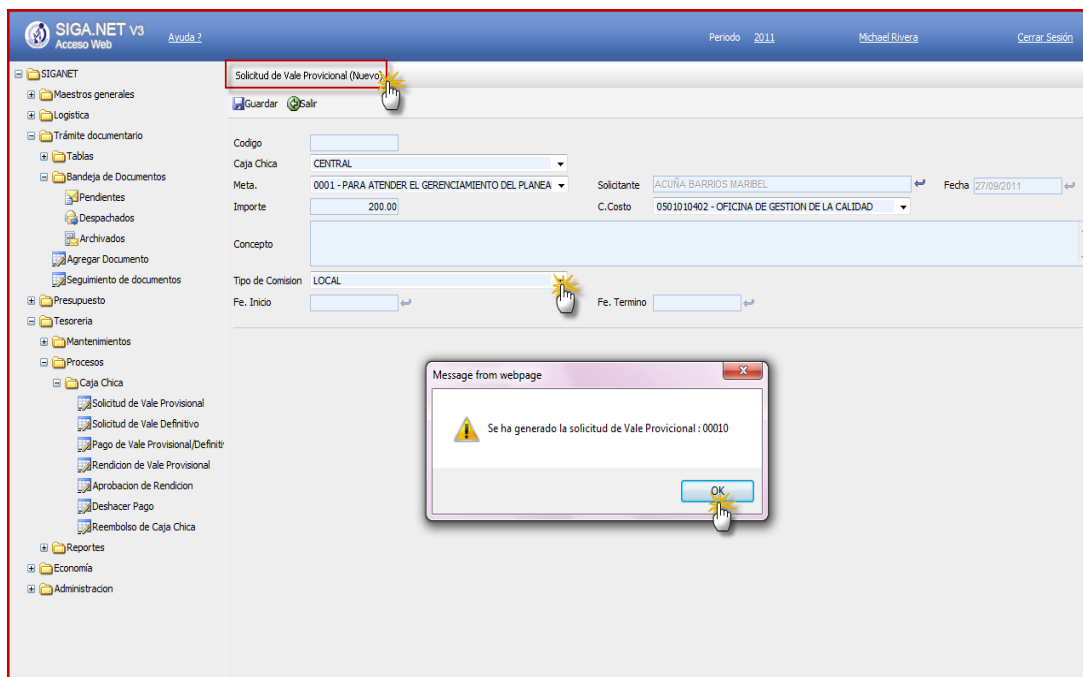 SIGA.NET V3
Acceso Web
Ayuda ?
Periodo 2011
Michael Rivera
Cerrar Sesión
SIGANET
Maestros generales
Logistica
Trámite documentario
Tablas
Bandeja de Documentos
Pendientes
Despachados
Archivados
Agregar Documento
Seguimiento de documentos
Presupuesto
Tesoreria
Mantenimientos
Procesos
Caja Chica
Solicitud de Vale Provisional
Solicitud de Vale Definitivo
Pago de Vale Provisional/Definitiv
Rendicion de Vale Provisional
Aprobacion de Rendicion
Deshacer Pago
Reembolso de Caja Chica
Reportes
Economía
Administracion
Solicitud de Vale Provicional (Nuevo)
Guardar Salir
Codigo
Caja Chica CENTRAL
Meta. 0001 - PARA ATENDER EL GERENCIAMIENTO DEL PLANEA Solicitante ACUÑA BARRIOS MARIBEL Fecha 27/09/2011
Importe 200.00 C.Costo 0501010402 - OFICINA DE GESTION DE LA CALIDAD
Concepto
Tipo de Comision LOCAL
Fe. Inicio Fe. Termino
Message from webpage
Se ha generado la solicitud de Vale Provicional : 00010
OK